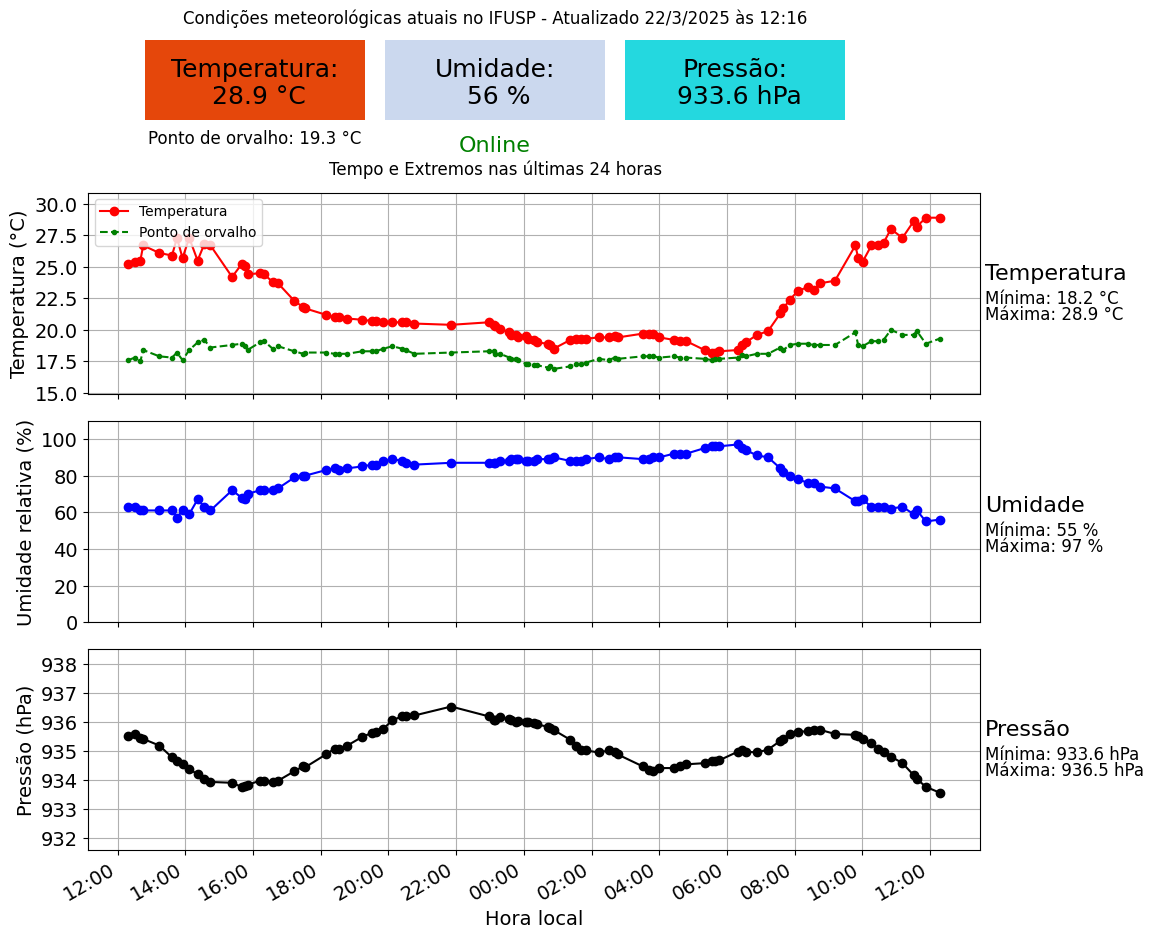 Condições meteorológicas atuais no IFUSP - Atualizado 22/3/2025 às 12:16
Temperatura:
28.9 °C
Umidade:
56 %
Pressão:
933.6 hPa
Ponto de orvalho: 19.3 °C
Online
Tempo e Extremos nas últimas 24 horas
Temperatura (°C)
30.0
27.5
25.0
22.5
20.0
17.5
15.0
Temperatura
Ponto de orvalho
Temperatura
Mínima: 18.2 °C
Máxima: 28.9 °C
Umidade relativa (%)
100
80
60
40
20
0
Umidade
Mínima: 55 %
Máxima: 97 %
Pressão (hPa)
938
937
936
935
934
933
932
Pressão
Mínima: 933.6 hPa
Máxima: 936.5 hPa
12:00 14:00 16:00 18:00 20:00 22:00 00:00 02:00 04:00 06:00 08:00 10:00 12:00
Hora local